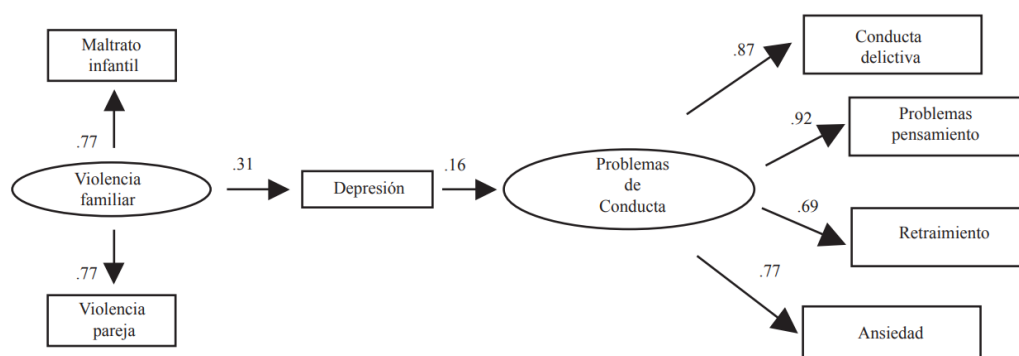 Maltrato
infantil
.77
Violencia
familiar
.77
Violencia
pareja
.31
Depresión
.16
Problemas
de
Conducta
.87
Conducta
delictiva
.92
Problemas
pensamiento
.69
Retraimiento
.77
Ansiedad